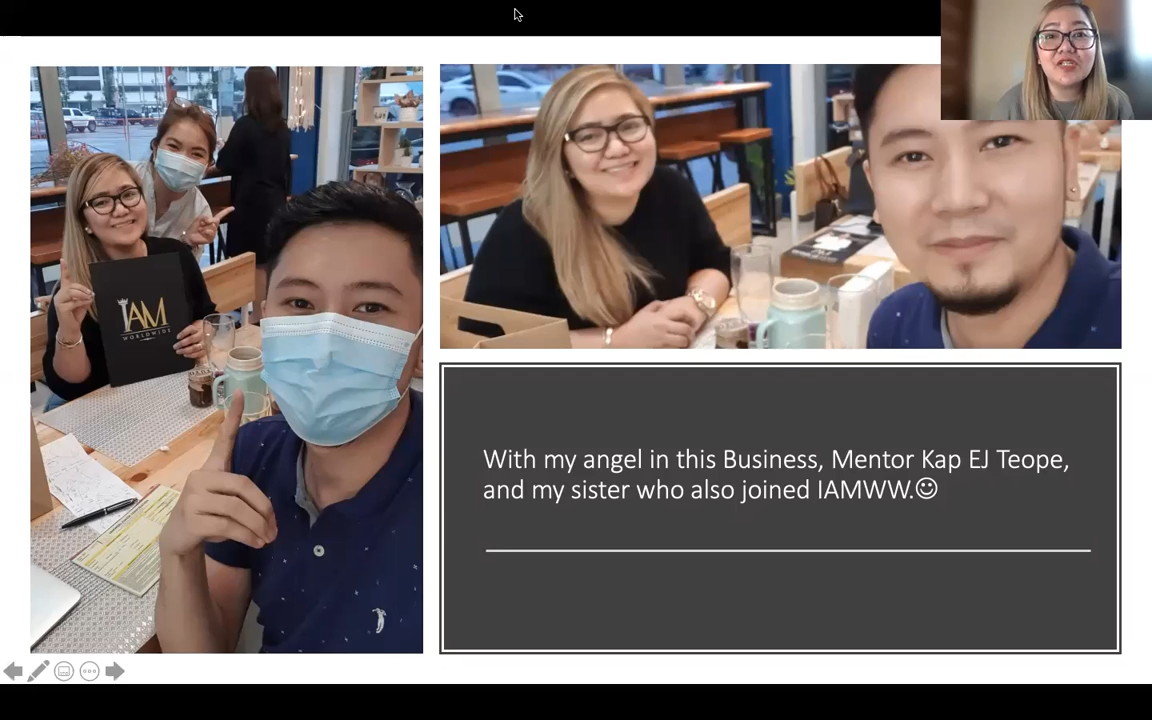 IAM
WORLDWIDE
With my angel in this Business, Mentor Kap EJ Teope,
and my sister who also joined IAMWW.☺